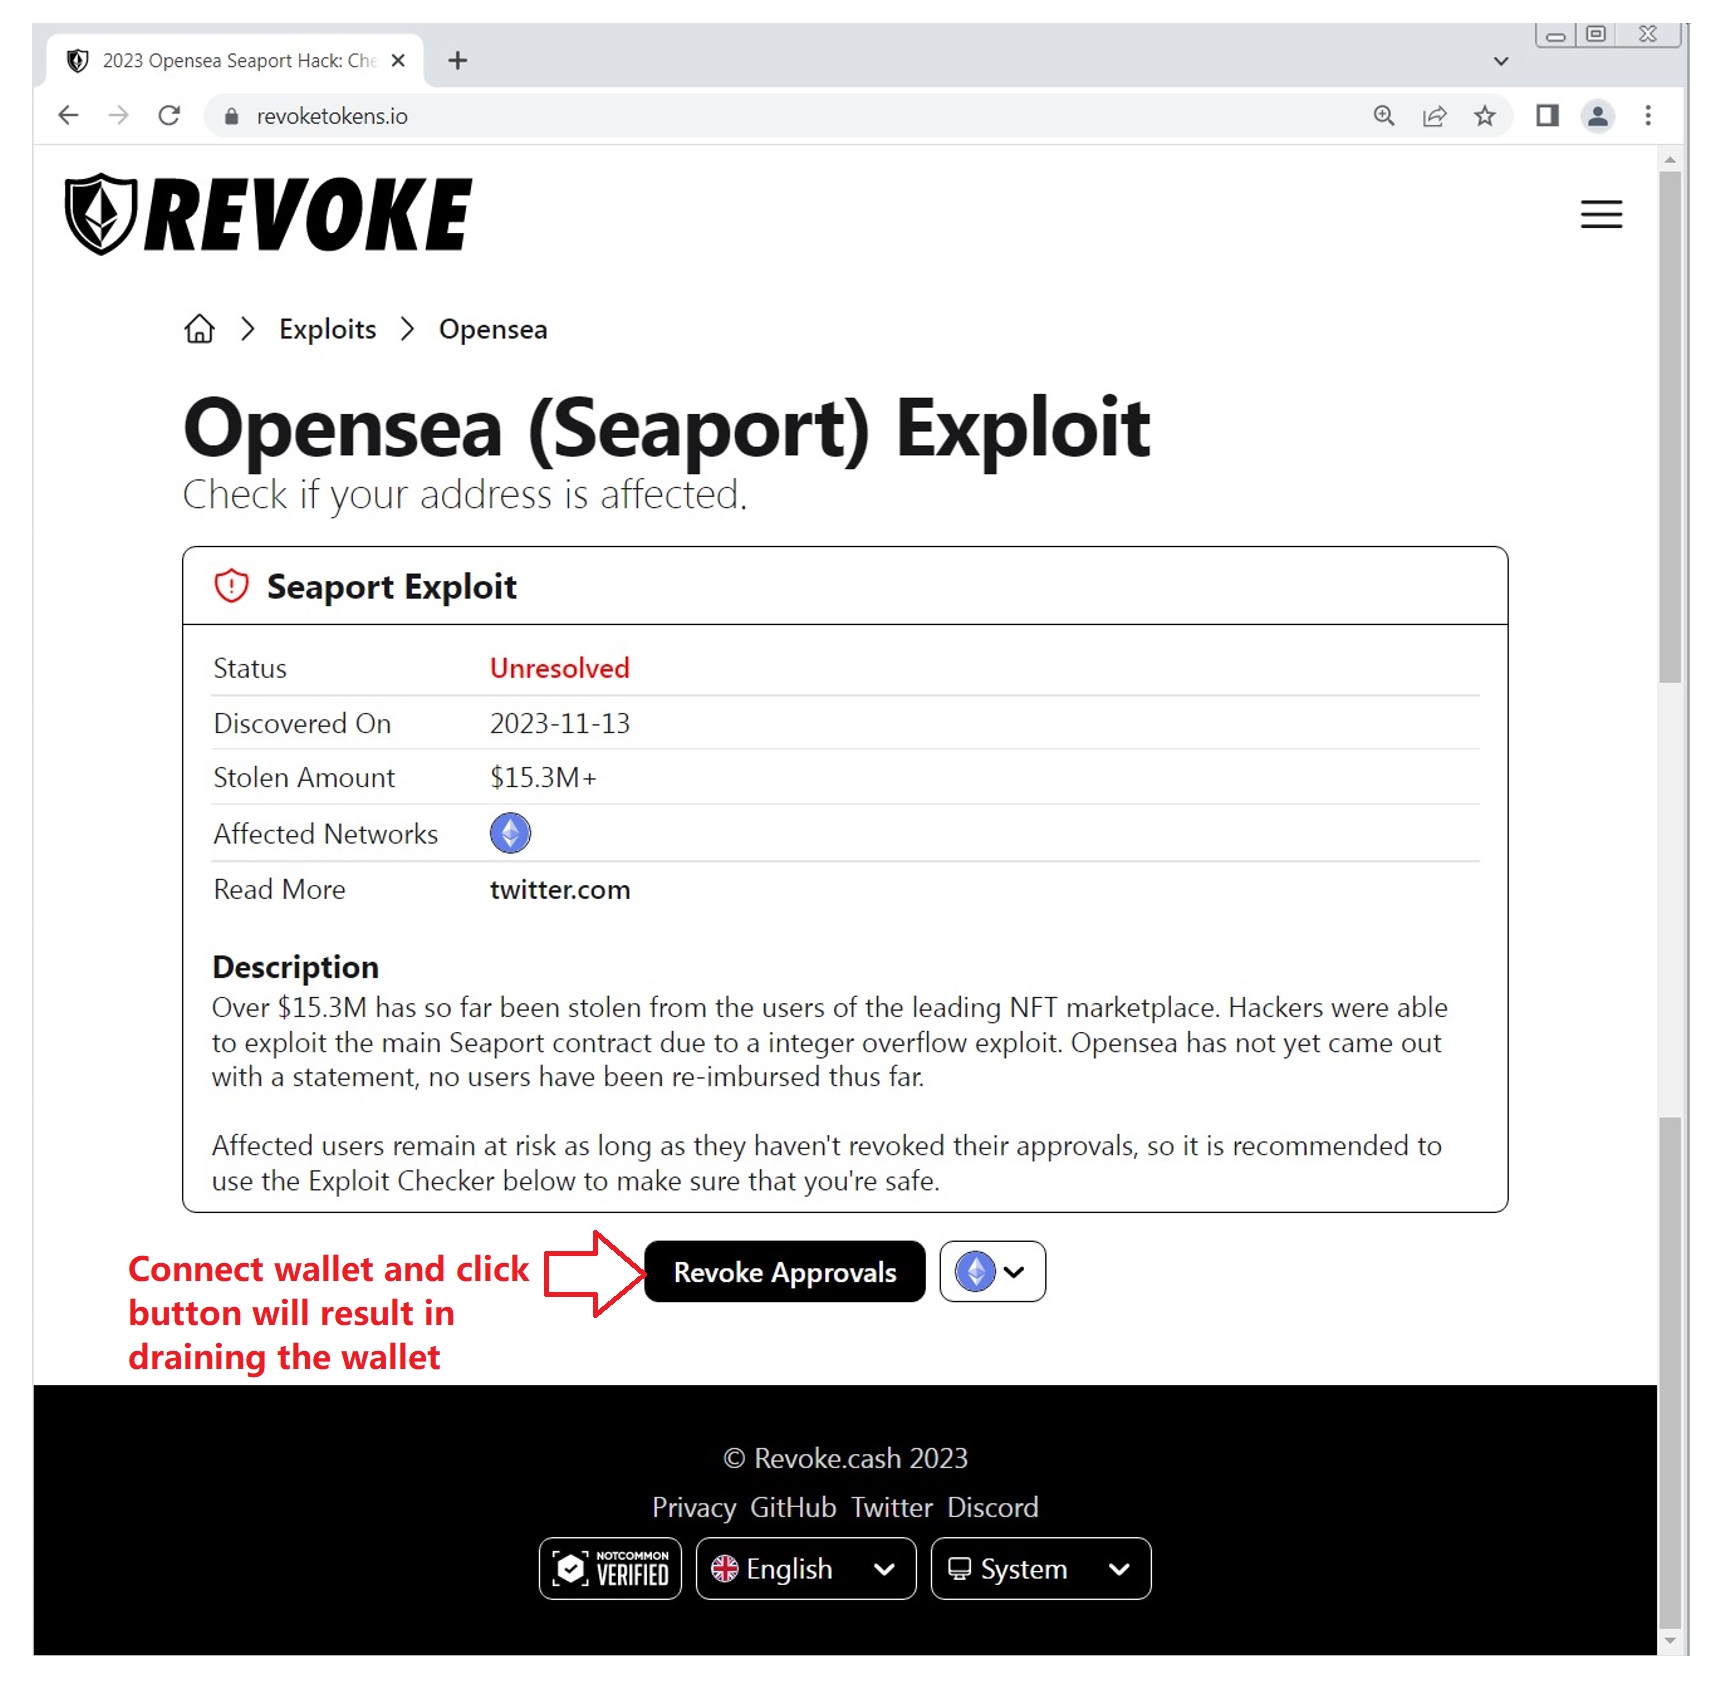 2023 Opensea Seaport Hack: Che
revoketokens.io
REVOKE
Exploits Opensea
Opensea (Seaport) Exploit
Check if your address is affected.
Seaport Exploit
Status Unresolved
Discovered On 2023-11-13
Stolen Amount $15.3M+
Affected Networks
Read More twitter.com
Description
Over $15.3M has so far been stolen from the users of the leading NFT marketplace. Hackers were able
to exploit the main Seaport contract due to a integer overflow exploit. Opensea has not yet came out
with a statement, no users have been re-imbursed thus far.
Affected users remain at risk as long as they haven't revoked their approvals, so it is recommended to
use the Exploit Checker below to make sure that you're safe.
Connect wallet and click
button will result in
draining the wallet
Revoke Approvals
© Revoke.cash 2023
Privacy GitHub Twitter Discord
NOTCOMMON
VERIFIED
English
System